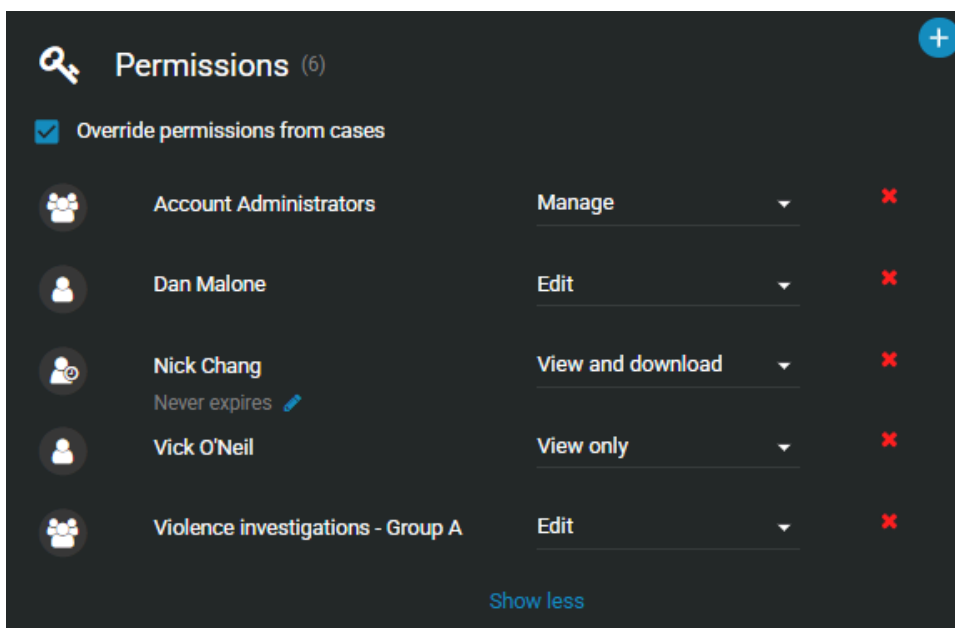 Permissions (6)
Override permissions from cases
Account Administrators Manage
Dan Malone Edit
Nick Chang View and download
Never expires
Vick O'Neil View only
Violence investigations - Group A Edit
Show less